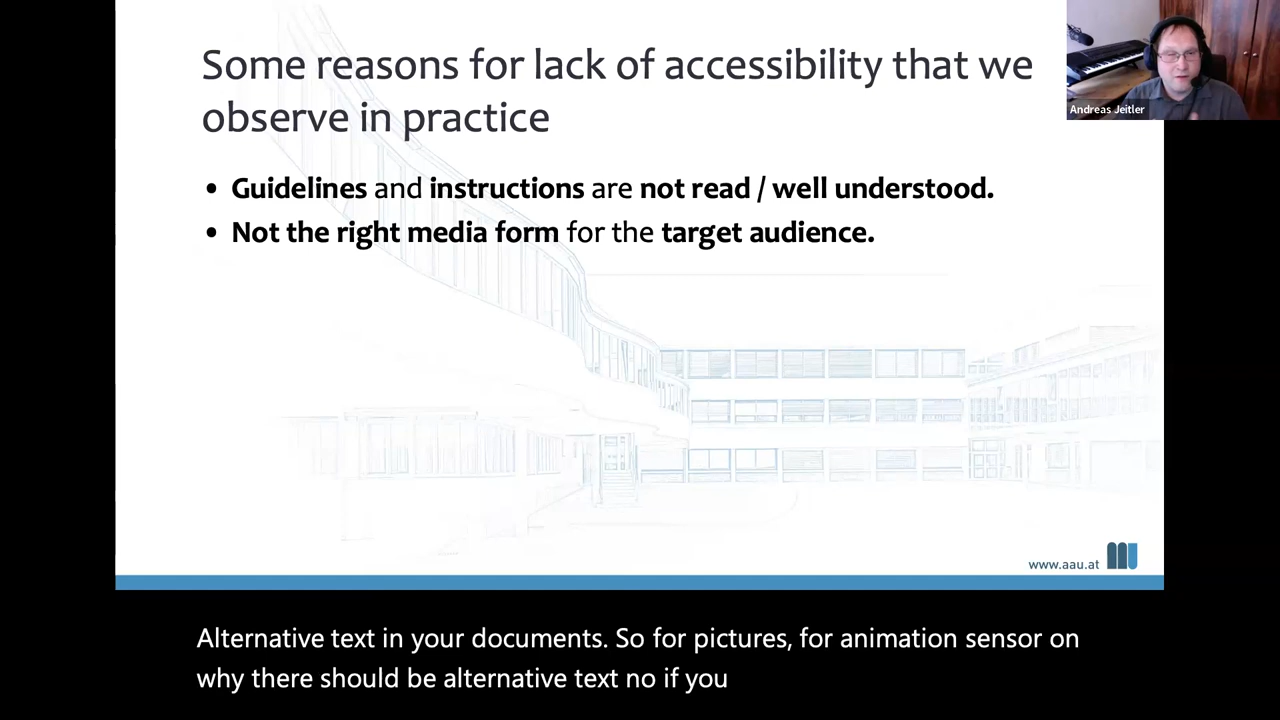 Some reasons for lack of accessibility that we
observe in practice
• Guidelines and instructions are not read / well understood.
• Not the right media form for the target audience.
Andreas Jeitler
www.aau.at
Alternative text in your documents. So for pictures, for animation sensor on
why there should be alternative text no if you